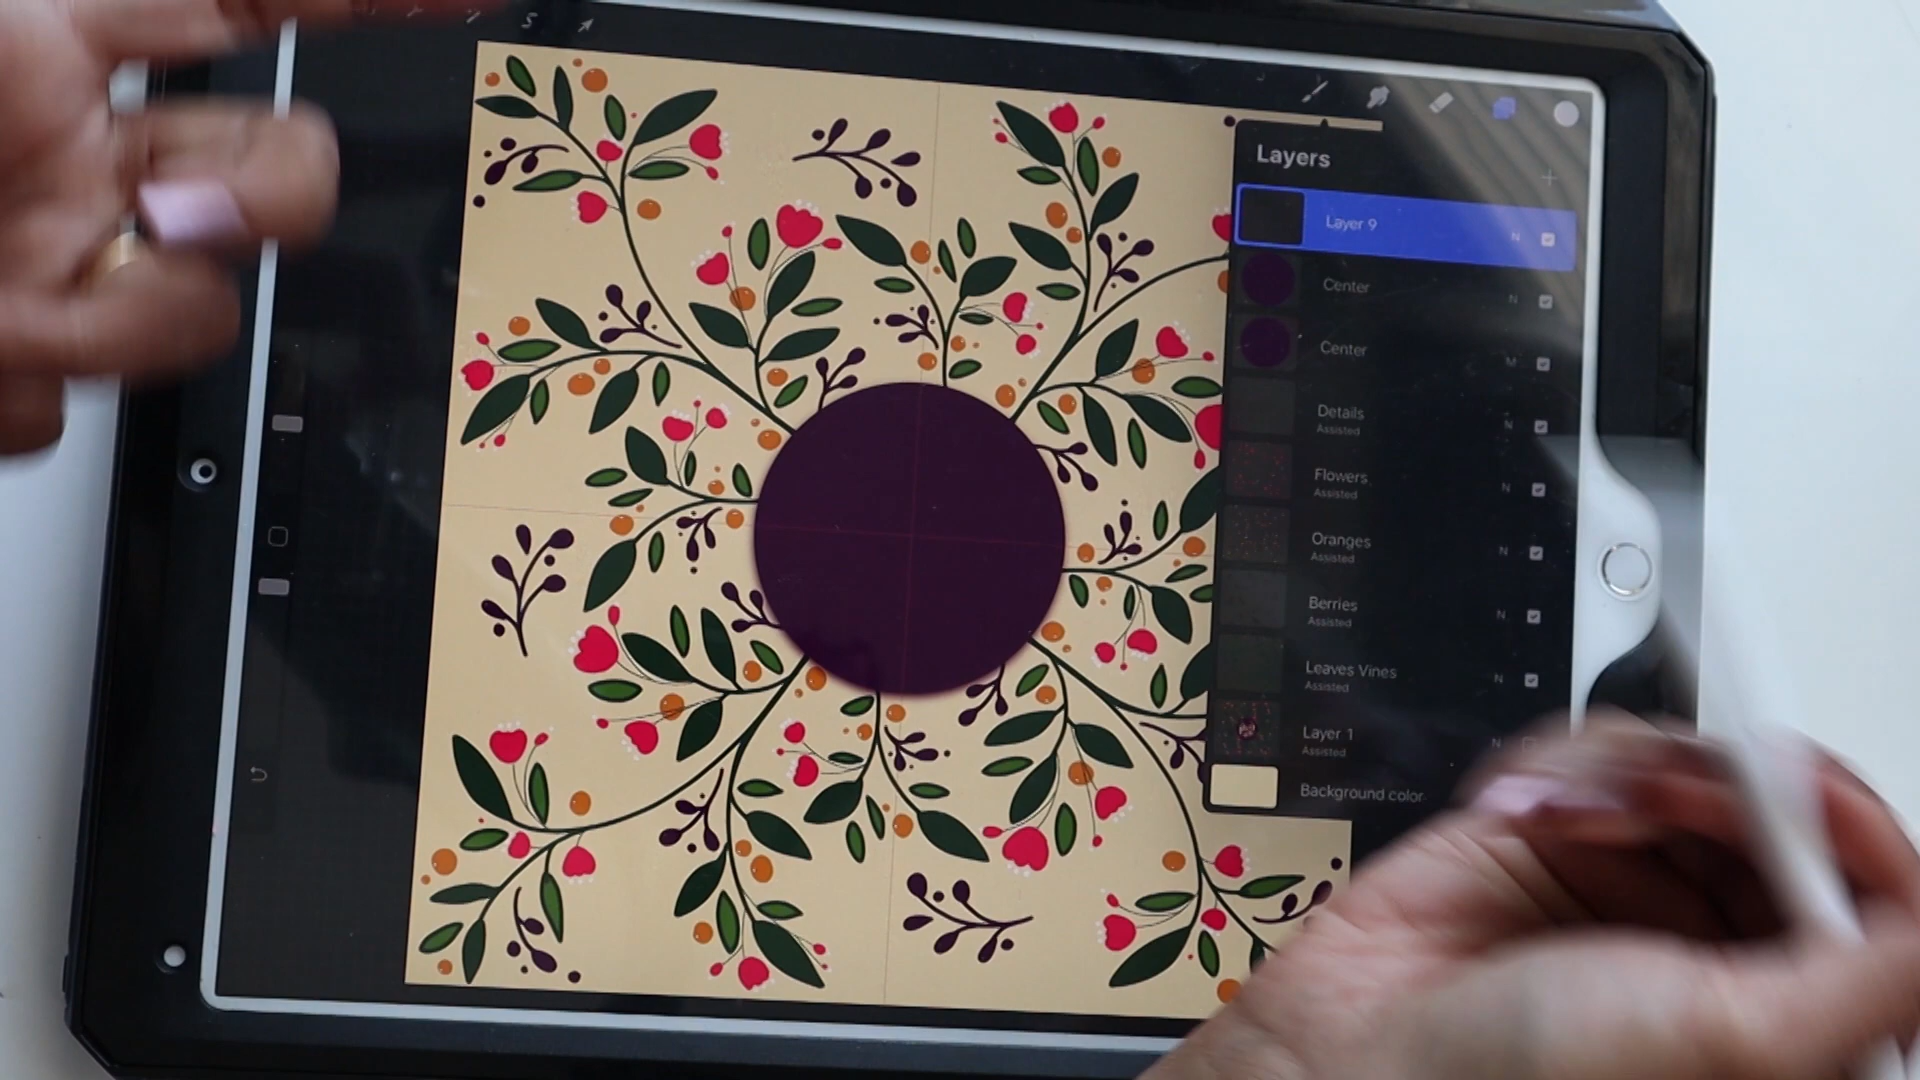 Layers
Layer 9
N
Center
N
Center
M
Details
Assisted
N
Flowers
Assisted
N
Oranges
Assisted
N
Berries
Assisted
N
Leaves Vines
Assisted
N
Layer 1
Assisted
N
Background color